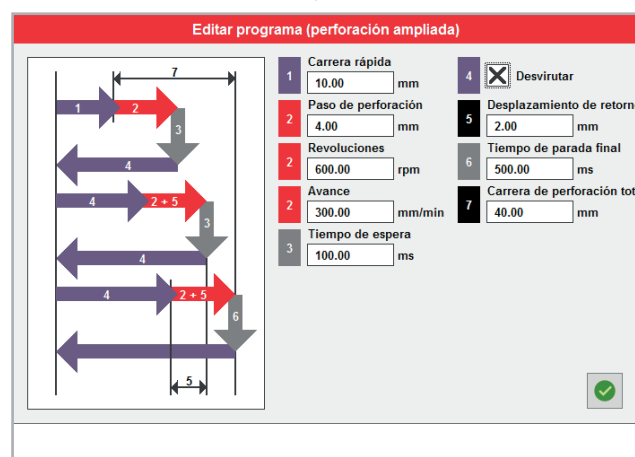 Editar programa (perforación ampliada)
7
1 2
3
4
4 2 + 5
3
4
4 2 + 5
6
5
1 Carrera rápida
10.00 mm
2 Paso de perforación
4.00 mm
2 Revoluciones
600.00 rpm
2 Avance
300.00 mm/min
3 Tiempo de espera
100.00 ms
4 Desvirutar
5 Desplazamiento de retorn
2.00 mm
6 Tiempo de parada final
500.00 ms
7 Carrera de perforación tot
40.00 mm